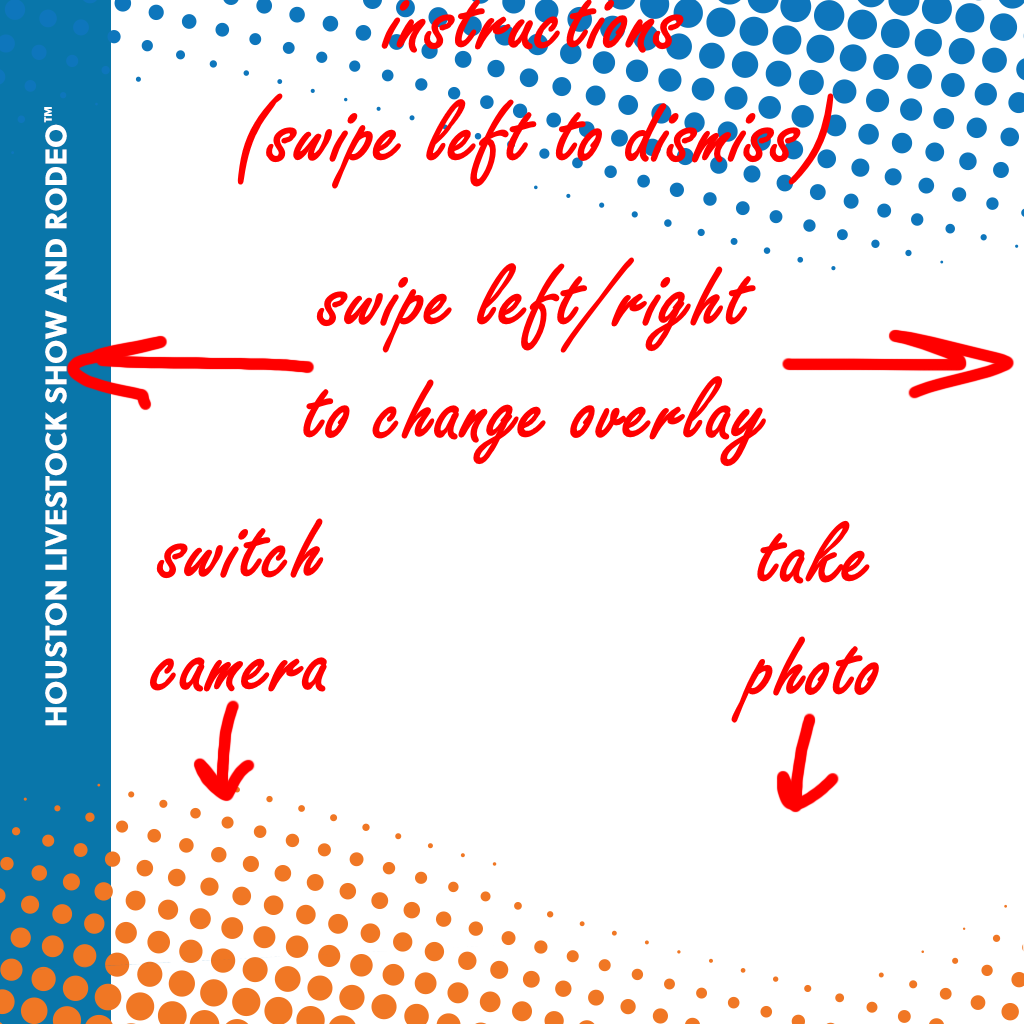 instructions
(swipe left to dismiss)
swipe left/right
to change overlay
switch
camera
take
photo
HOUSTON LIVESTOCK SHOW AND RODEO™